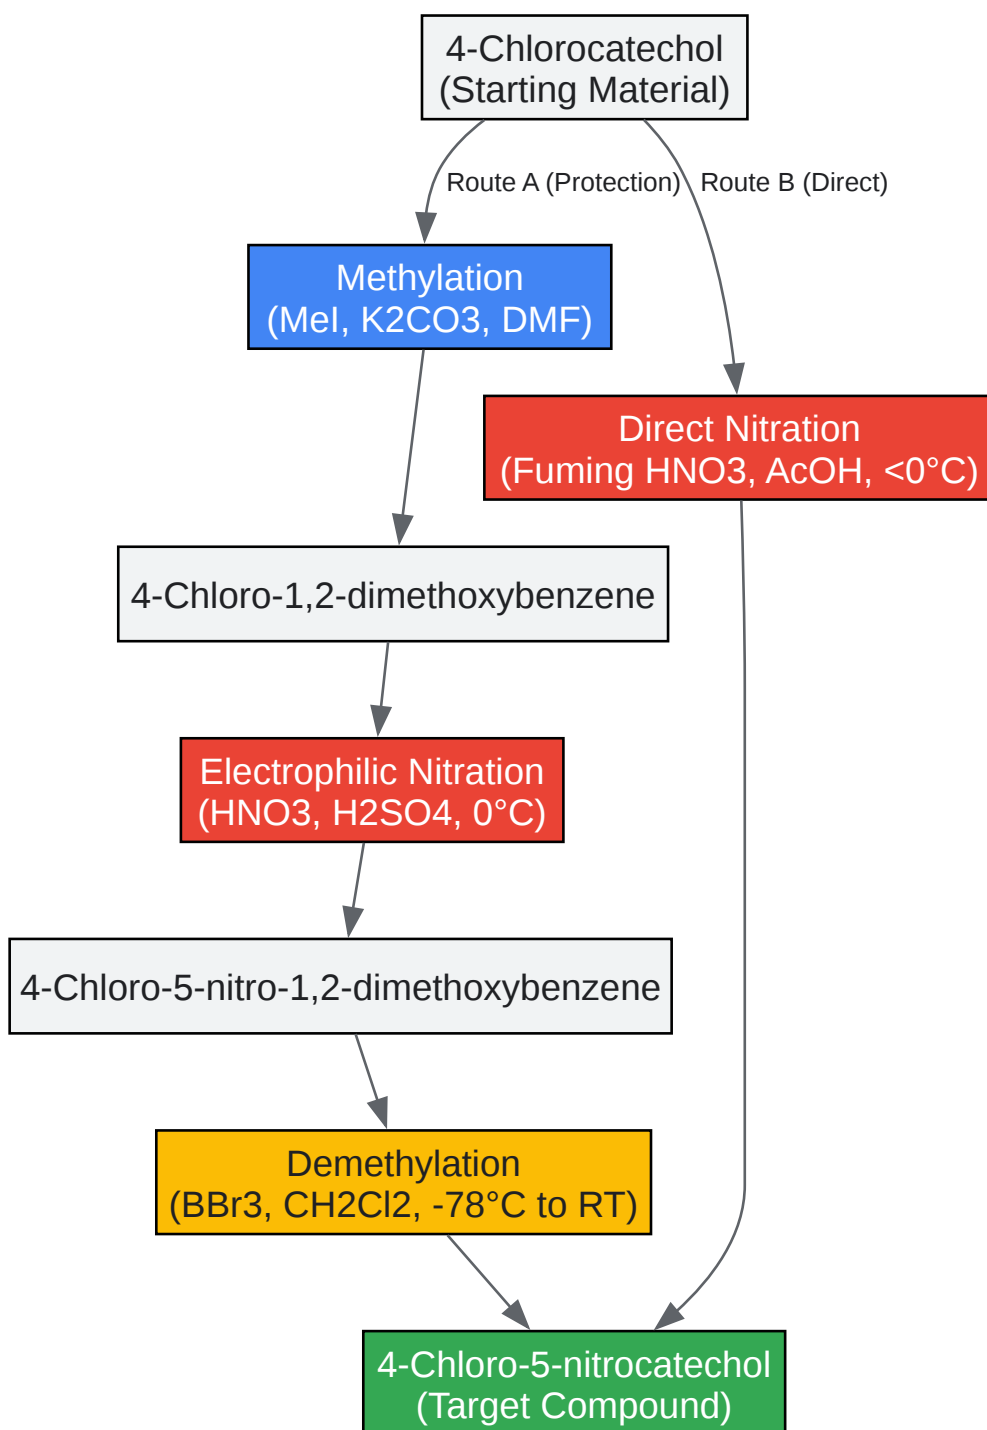 4-Chlorocatechol
(Starting Material)
Route A (Protection)
Route B (Direct)
Methylation
(MeI, K2CO3, DMF)
Direct Nitration
(Fuming HNO3, AcOH, <0°C)
4-Chloro-1,2-dimethoxybenzene
Electrophilic Nitration
(HNO3, H2SO4, 0°C)
4-Chloro-5-nitro-1,2-dimethoxybenzene
Demethylation
(BBr3, CH2Cl2, -78°C to RT)
4-Chloro-5-nitrocatechol
(Target Compound)